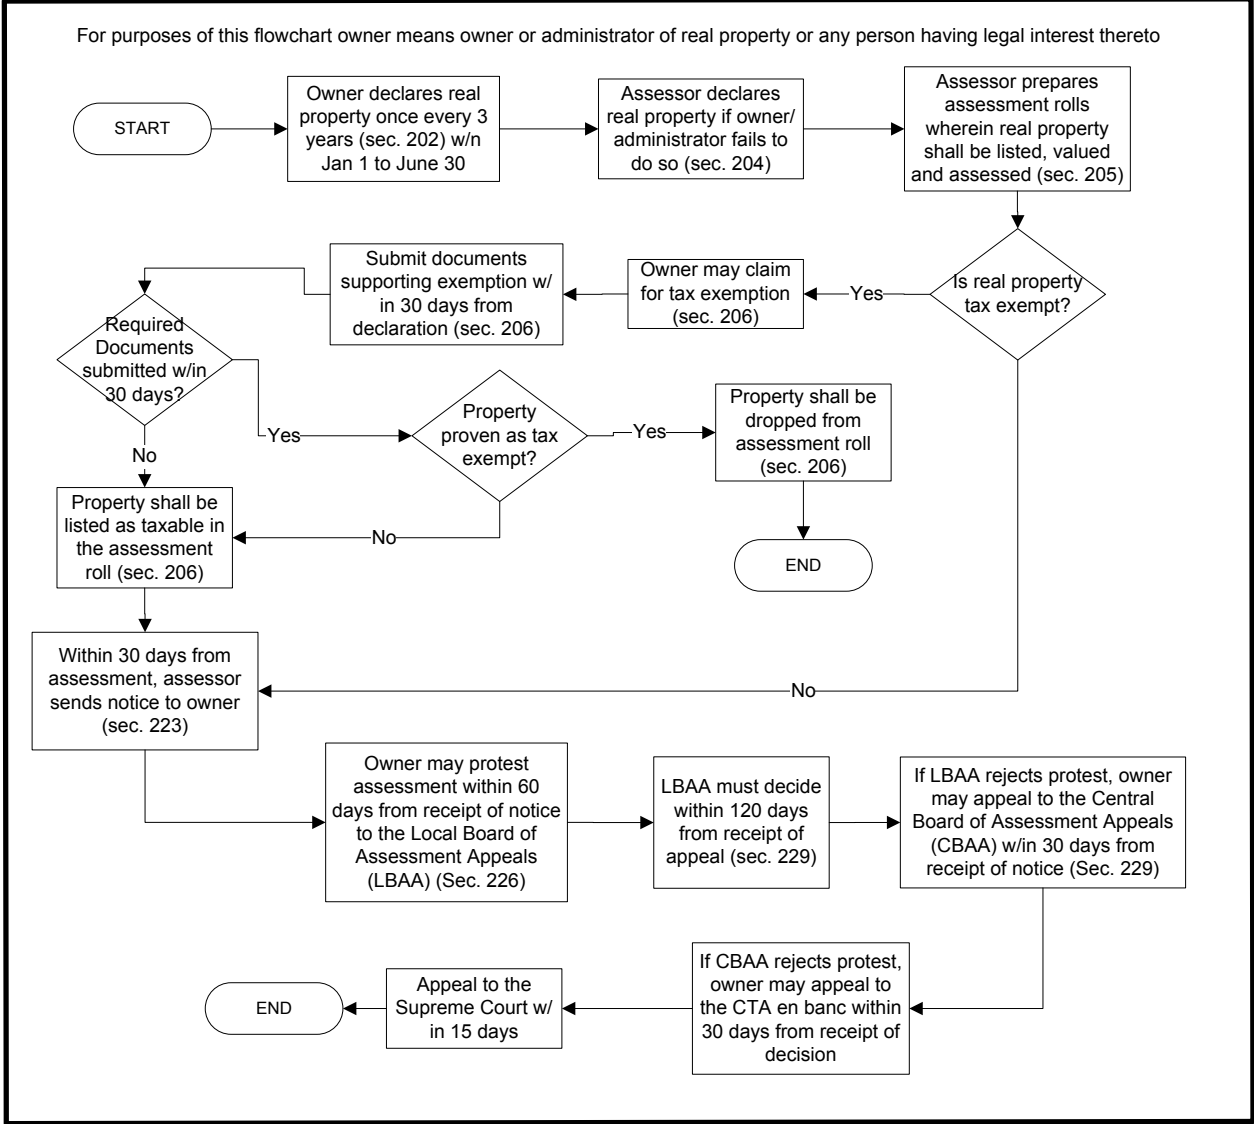 For purposes of this flowchart owner means owner or administrator of real property or any person having legal interest thereto
START
Owner declares real
property once every 3
years (sec. 202) w/n
Jan 1 to June 30
Assessor declares
real property if owner/
administrator fails to
do so (sec. 204)
Assessor prepares
assessment rolls
wherein real property
shall be listed, valued
and assessed (sec. 205)
Is real property
tax exempt?
Yes
Owner may claim
for tax exemption
(sec. 206)
Submit documents
supporting exemption w/
in 30 days from
declaration (sec. 206)
Required
Documents
submitted w/in
30 days?
Yes
No
Property
proven as tax
exempt?
Yes
No
Property shall be
dropped from
assessment roll
(sec. 206)
END
Property shall be
listed as taxable in
the assessment
roll (sec. 206)
No
Within 30 days from
assessment, assessor
sends notice to owner
(sec. 223)
Owner may protest
assessment within 60
days from receipt of notice
to the Local Board of
Assessment Appeals
(LBAA) (Sec. 226)
LBAA must decide
within 120 days
from receipt of
appeal (sec. 229)
If LBAA rejects protest, owner
may appeal to the Central
Board of Assessment Appeals
(CBAA) w/in 30 days from
receipt of notice (Sec. 229)
If CBAA rejects protest,
owner may appeal to
the CTA en banc within
30 days from receipt of
decision
Appeal to the
Supreme Court w/
in 15 days
END